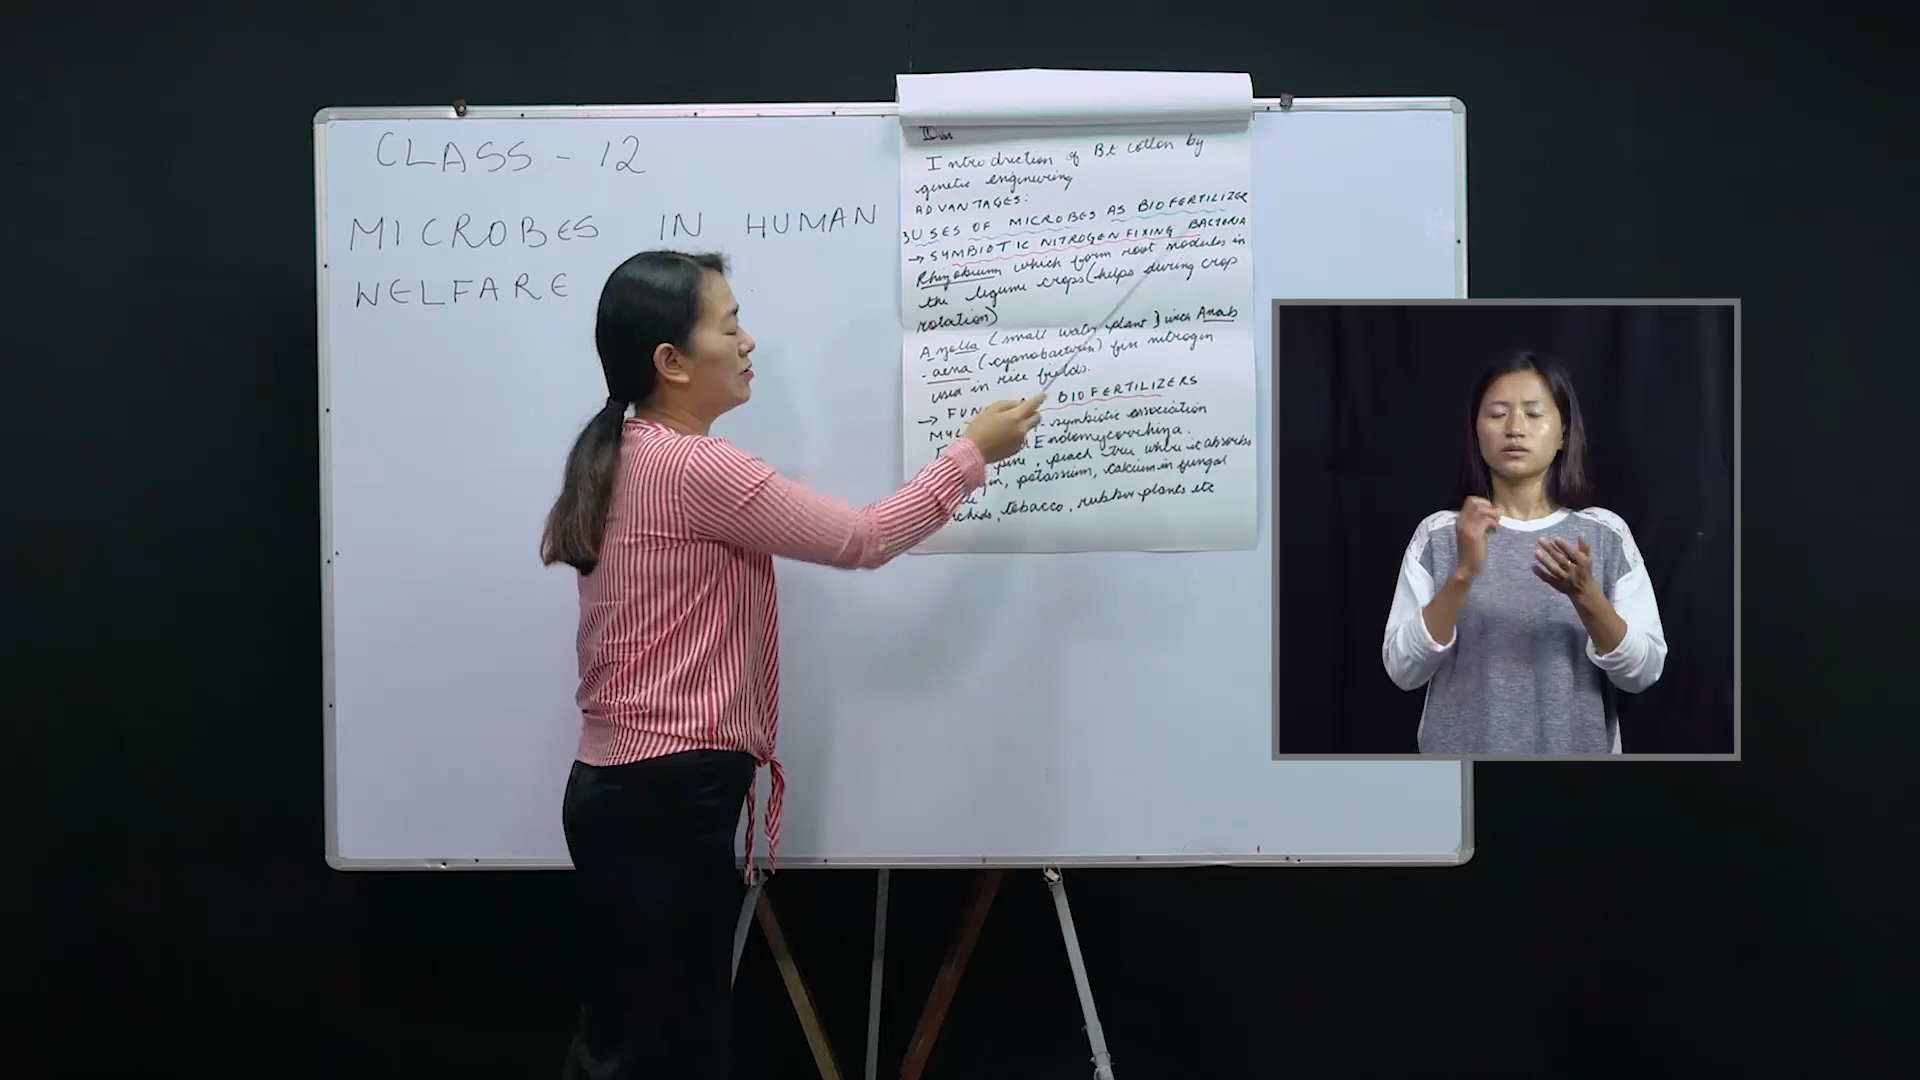 CLASS - 12
MICROBES IN HUMAN
WELFARE
Introduction of Bt cotton by
genetic engineering
ADVANTAGES:
3 USES OF MICROBES AS BIOFERTILIZER
→ SYMBIOTIC NITROGEN FIXING BACTERIA
Rhizobium which form root nodules in
the legume crops (helps during crop
rotation)
Azolla (small water plant) with Anab
-aena (cyanobacteria) fix nitrogen
used in rice fields.
→ BIOFERTILIZERS
symbiotic association
Endomycorrhiza.
pine, peach tree where it absorbs
potassium, calcium in fungal
tobacco, rubber plants etc